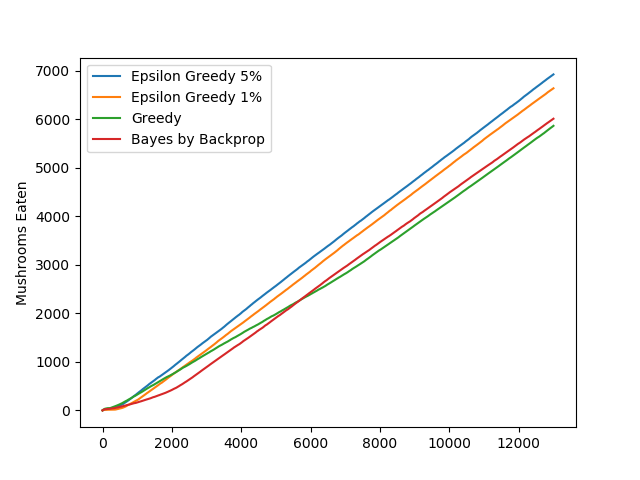 Epsilon Greedy 5%
Epsilon Greedy 1%
Greedy
Bayes by Backprop
Mushrooms Eaten
7000
6000
5000
4000
3000
2000
1000
0
0 2000 4000 6000 8000 10000 12000